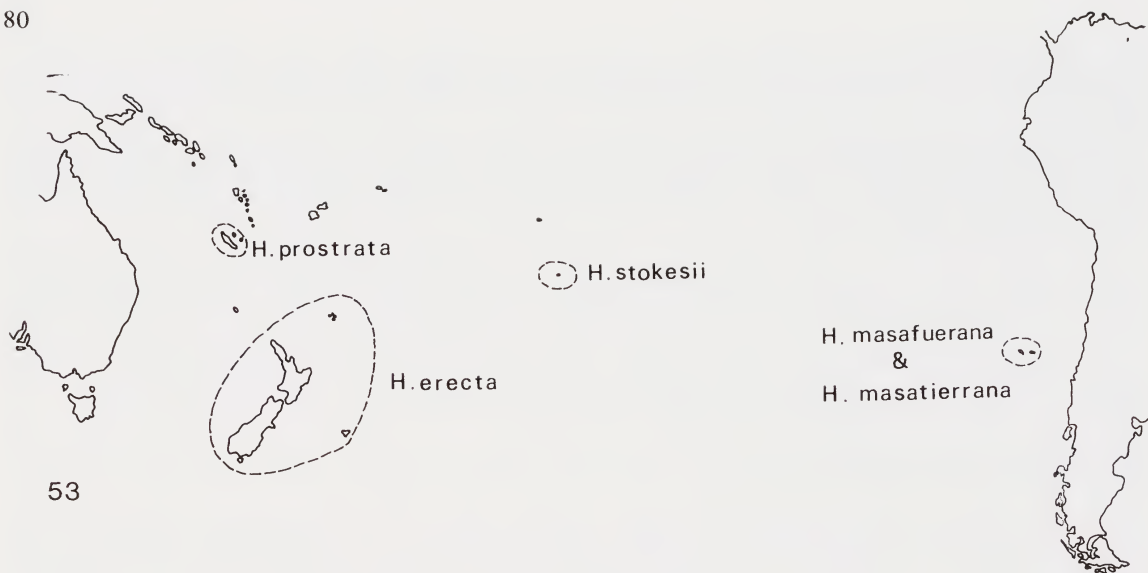 80
H. prostrata
H. stokesii
H. erecta
H. masafuerana
&
H. masatierrana
53